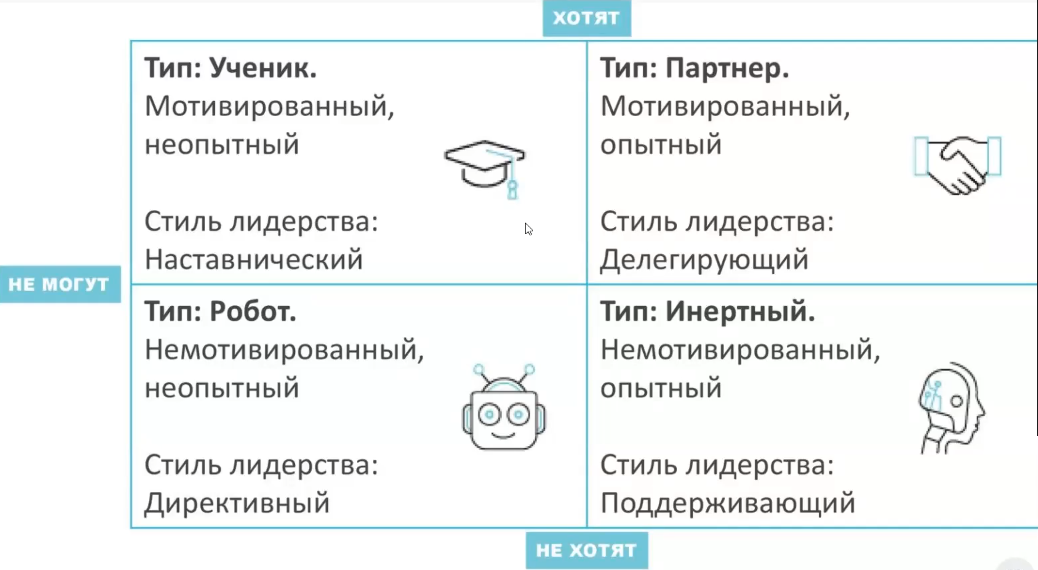 ХОТЯТ
Тип: Ученик.
Мотивированный,
неопытный
Стиль лидерства:
Наставнический
Тип: Партнер.
Мотивированный,
опытный
Стиль лидерства:
Делегирующий
НЕ МОГУТ
Тип: Робот.
Немотивированный,
неопытный
Стиль лидерства:
Директивный
Тип: Инертный.
Немотивированный,
опытный
Стиль лидерства:
Поддерживающий
НЕ ХОТЯТ